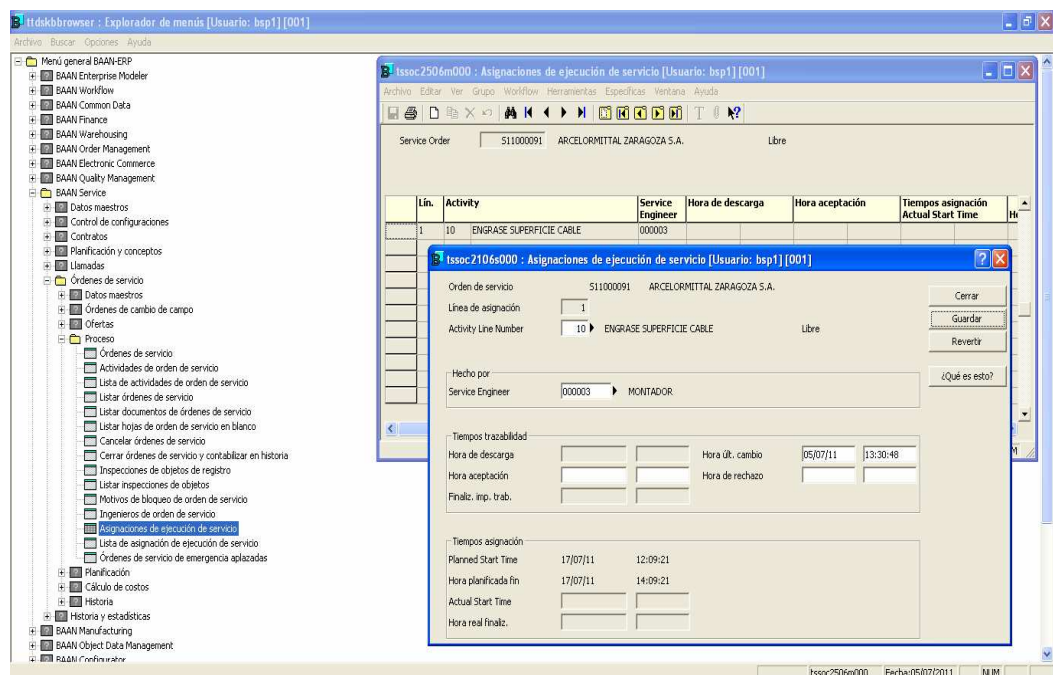 ttdskbbrowser : Explorador de menús [Usuario: bsp1] [001]
Archivo Buscar Opciones Ayuda
Menú general BAAN-ERP
BAAN Enterprise Modeler
BAAN Workflow
BAAN Common Data
BAAN Finance
BAAN Warehousing
BAAN Order Management
BAAN Electronic Commerce
BAAN Quality Management
BAAN Service
Datos maestros
Control de configuraciones
Contratos
Planificación y conceptos
Llamadas
Órdenes de servicio
Datos maestros
Órdenes de cambio de campo
Ofertas
Proceso
Órdenes de servicio
Actividades de orden de servicio
Lista de actividades de orden de servicio
Listar órdenes de servicio
Listar documentos de órdenes de servicio
Listar hojas de orden de servicio en blanco
Cancelar órdenes de servicio
Cerrar órdenes de servicio y contabilizar en historia
Inspecciones de objetos de registro
Listar inspecciones de objetos
Motivos de bloqueo de orden de servicio
Ingenieros de orden de servicio
Asignaciones de ejecución de servicio
Lista de asignación de ejecución de servicio
Órdenes de servicio de emergencia aplazadas
Planificación
Cálculo de costos
Historia
Historia y estadísticas
BAAN Manufacturing
BAAN Object Data Management
BAAN Configurator
tssoc2506m000 : Asignaciones de ejecución de servicio [Usuario: bsp1] [001]
Archivo Editar Ver Grupo Workflow Herramientas Específicas Ventana Ayuda
Service Order S11000091 ARCELORMITTAL ZARAGOZA S.A. Libre
Lín. Activity Service Engineer Hora de descarga Hora aceptación Tiempos asignación Actual Start Time
1 10 ENGRASE SUPERFICIE CABLE 000003
tssoc2106s000 : Asignaciones de ejecución de servicio [Usuario: bsp1] [001]
Orden de servicio S11000091 ARCELORMITTAL ZARAGOZA S.A.
Línea de asignación 1
Activity Line Number 10 ENGRASE SUPERFICIE CABLE Libre
Cerrar
Guardar
Revertir
¿Qué es esto?
Hecho por
Service Engineer 000003 MONTADOR
Tiempos trazabilidad
Hora de descarga Hora últ. cambio 05/07/11 13:30:48
Hora aceptación Hora de rechazo
Finaliz. imp. trab.
Tiempos asignación
Planned Start Time 17/07/11 12:09:21
Hora planificada fin 17/07/11 14:09:21
Actual Start Time
Hora real finaliz.
tssoc2506m000 Fecha:05/07/2011 NUM